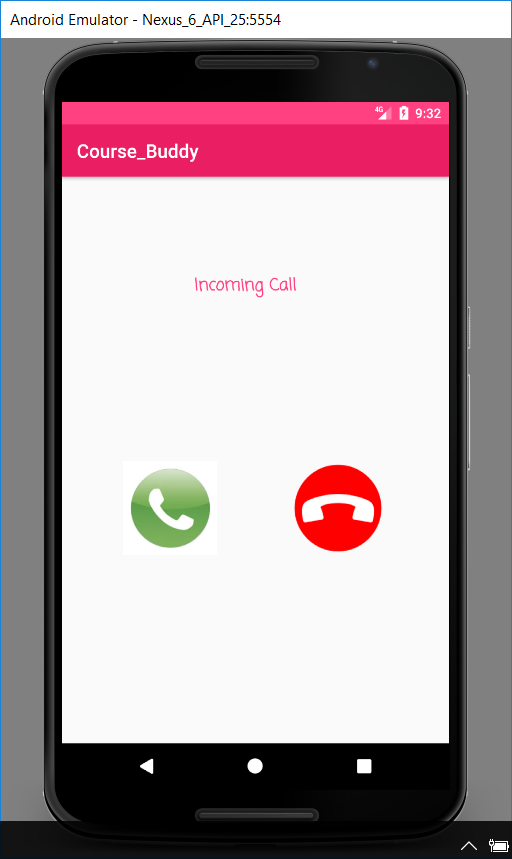 Android Emulator - Nexus_6_API_25:5554
4G 9:32
Course_Buddy
Incoming Call